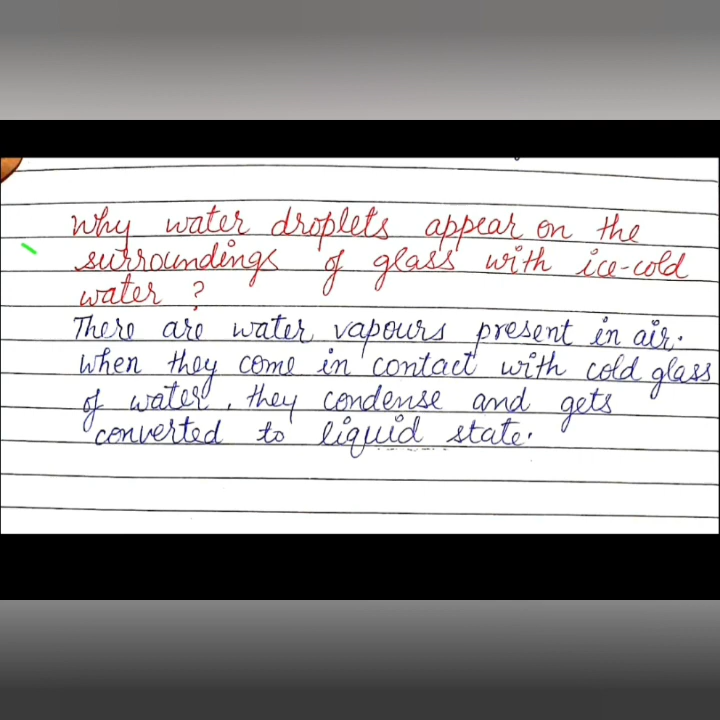 Why water droplets appear on the
surroundings of glass with ice-cold
water ?
There are water vapours present in air.
When they come in contact with cold glass
of water, they condense and gets
converted to liquid state.